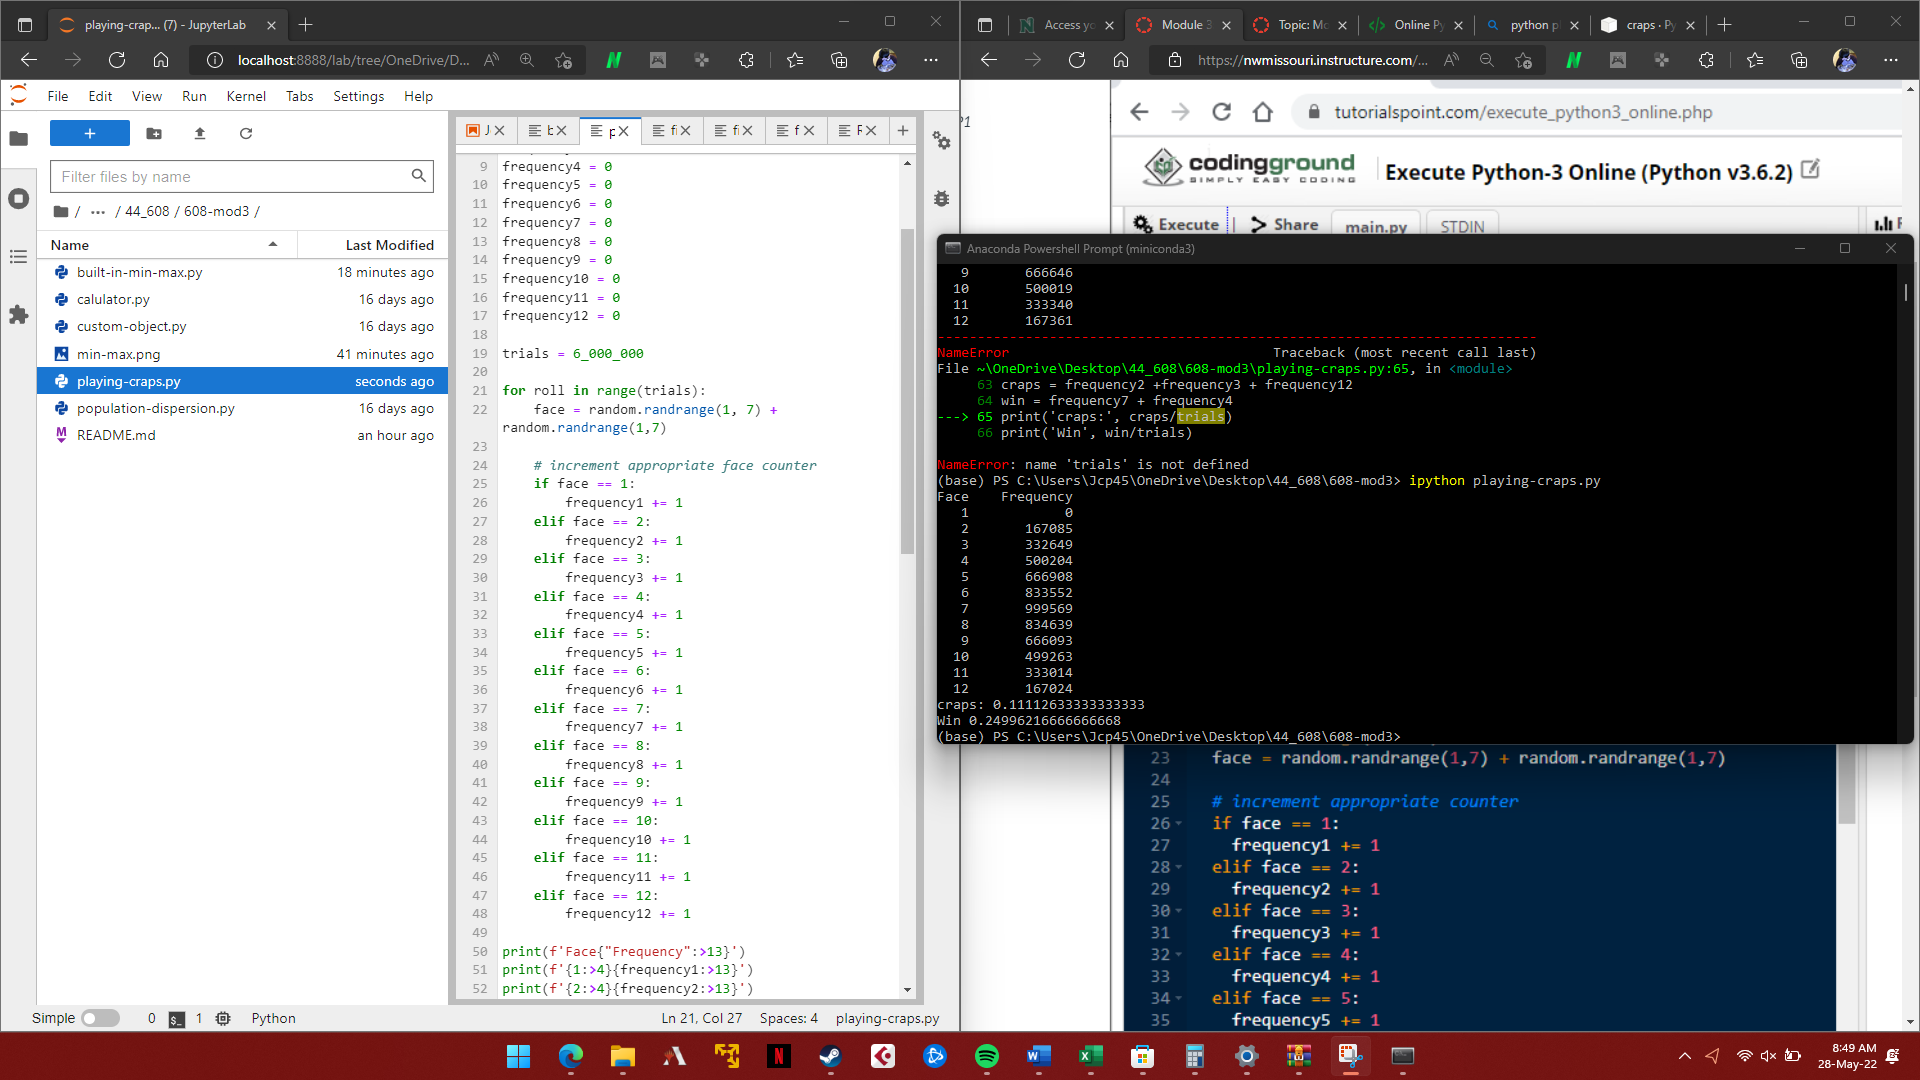 playing-crap... (7) - JupyterLab
localhost:8888/lab/tree/OneDrive/D...
File Edit View Run Kernel Tabs Settings Help
Filter files by name
/ ... / 44_608 / 608-mod3 /
Name Last Modified
built-in-min-max.py 18 minutes ago
calulator.py 16 days ago
custom-object.py 16 days ago
min-max.png 41 minutes ago
playing-craps.py seconds ago
population-dispersion.py 16 days ago
README.md an hour ago
9 frequency4 = 0
10 frequency5 = 0
11 frequency6 = 0
12 frequency7 = 0
13 frequency8 = 0
14 frequency9 = 0
15 frequency10 = 0
16 frequency11 = 0
17 frequency12 = 0
18
19 trials = 6_000_000
20
21 for roll in range(trials):
22 face = random.randrange(1, 7) +
random.randrange(1,7)
23
24 # increment appropriate face counter
25 if face == 1:
26 frequency1 += 1
27 elif face == 2:
28 frequency2 += 1
29 elif face == 3:
30 frequency3 += 1
31 elif face == 4:
32 frequency4 += 1
33 elif face == 5:
34 frequency5 += 1
35 elif face == 6:
36 frequency6 += 1
37 elif face == 7:
38 frequency7 += 1
39 elif face == 8:
40 frequency8 += 1
41 elif face == 9:
42 frequency9 += 1
43 elif face == 10:
44 frequency10 += 1
45 elif face == 11:
46 frequency11 += 1
47 elif face == 12:
48 frequency12 += 1
49
50 print(f'Face{"Frequency":>13}')
51 print(f'{1:>4}{frequency1:>13}')
52 print(f'{2:>4}{frequency2:>13}')
Simple 0 1 Python Ln 21, Col 27 Spaces: 4 playing-craps.py
Access yo Module 3 Topic: Mo Online Py python p craps · Py
https://nwmissouri.instructure.com/...
tutorialspoint.com/execute_python3_online.php
codingground
SIMPLY EASY CODING
Execute Python-3 Online (Python v3.6.2)
Execute | Share main.py STDIN
Anaconda Powershell Prompt (miniconda3)
9 666646
10 500019
11 333340
12 167361
NameError Traceback (most recent call last)
File ~\OneDrive\Desktop\44_608\608-mod3\playing-craps.py:65, in <module>
63 craps = frequency2 +frequency3 + frequency12
64 win = frequency7 + frequency4
---> 65 print('craps:', craps/trials)
66 print('Win', win/trials)
NameError: name 'trials' is not defined
(base) PS C:\Users\Jcp45\OneDrive\Desktop\44_608\608-mod3> ipython playing-craps.py
Face Frequency
1 0
2 167085
3 332649
4 500204
5 666908
6 833552
7 999569
8 834639
9 666093
10 499263
11 333014
12 167024
craps: 0.11112633333333333
Win 0.24996216666666668
(base) PS C:\Users\Jcp45\OneDrive\Desktop\44_608\608-mod3>
23 face = random.randrange(1,7) + random.randrange(1,7)
24
25 # increment appropriate counter
26 if face == 1:
27 frequency1 += 1
28 elif face == 2:
29 frequency2 += 1
30 elif face == 3:
31 frequency3 += 1
32 elif face == 4:
33 frequency4 += 1
34 elif face == 5:
35 frequency5 += 1
8:49 AM
28-May-22